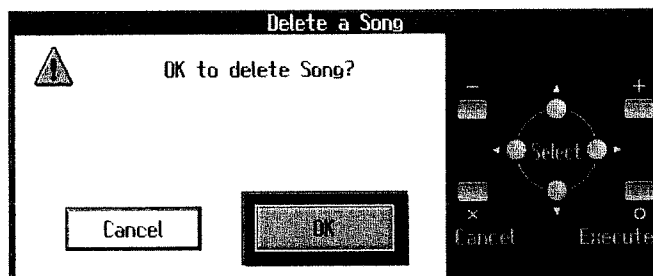 Delete a Song
OK to delete Song?
Cancel
OK
− +
Select
× ○
Cancel Execute